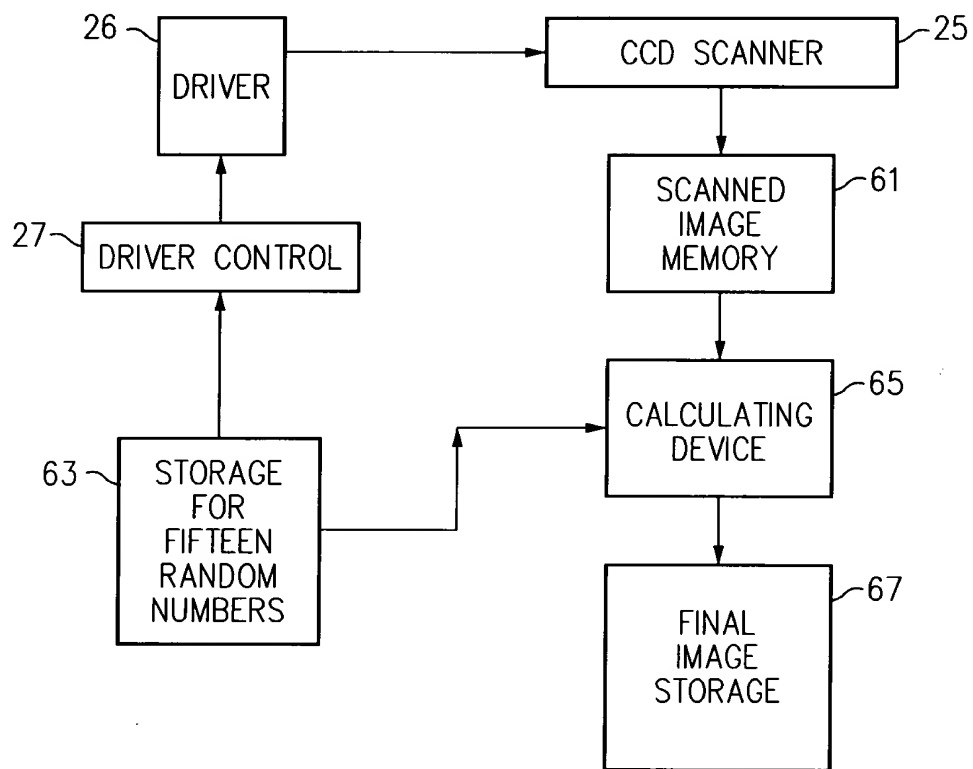 26
DRIVER
25
CCD SCANNER
61
SCANNED
IMAGE
MEMORY
27
DRIVER CONTROL
65
CALCULATING
DEVICE
63
STORAGE
FOR
FIFTEEN
RANDOM
NUMBERS
67
FINAL
IMAGE
STORAGE